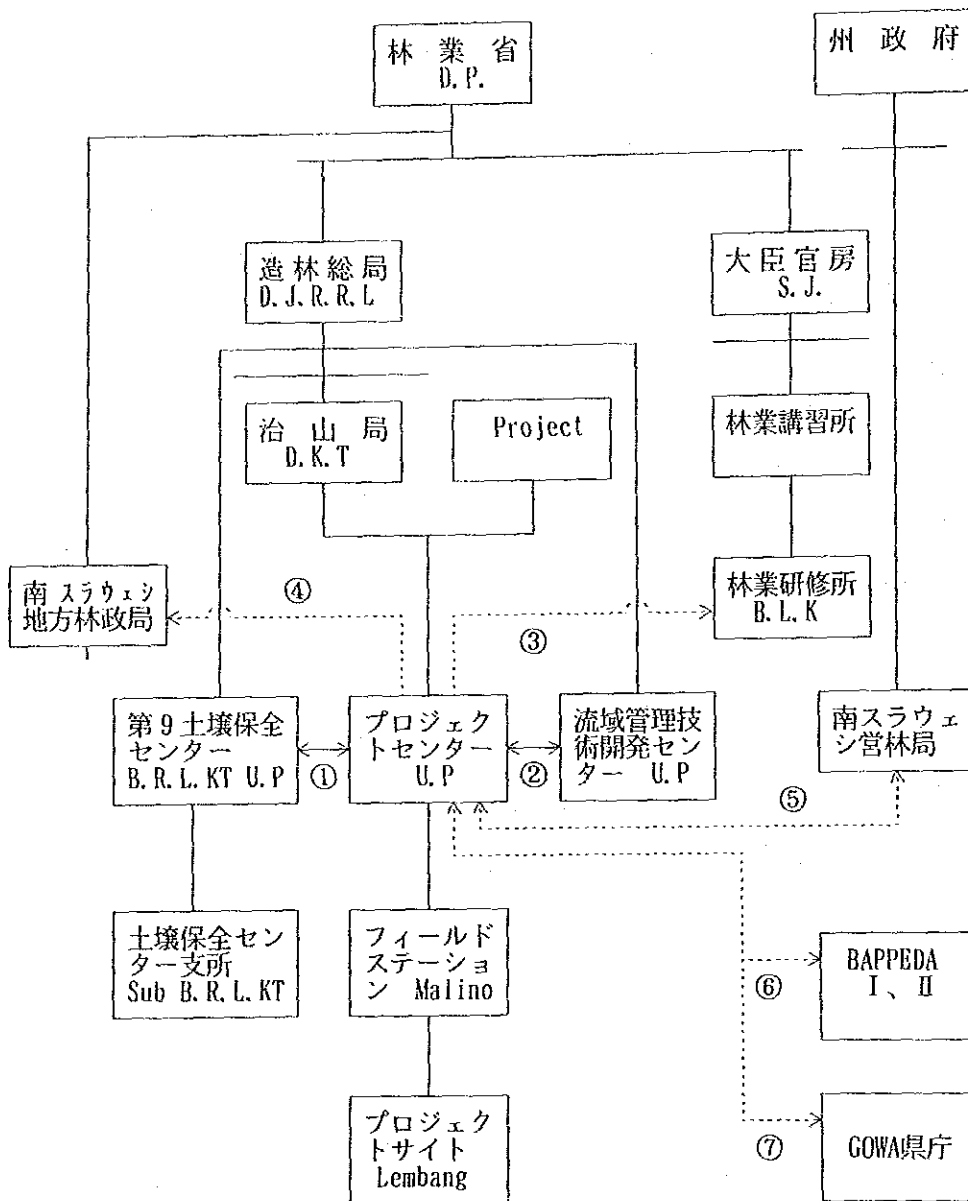 林 業 省
D.P.
州 政 府
造 林 総 局
D.J.R.R.L
大 臣 官 房
S.J.
治 山 局
D.K.T
Project
林業講習所
南スラウェシ
地方林政局
④
林業研修所
B.L.K
③
第9土壌保全
センター
B.R.L.KT U.P
①
プロジェク
トセンター
U.P
②
流域管理技
術開発セン
ター U.P
南スラウェ
シ営林局
⑤
土壌保全セン
ター支所
Sub B.R.L.KT
フィールド
ステーショ
ン Malino
BAPPEDA
I、II
⑥
プロジェク
トサイト
Lembang
⑦
GOWA県庁